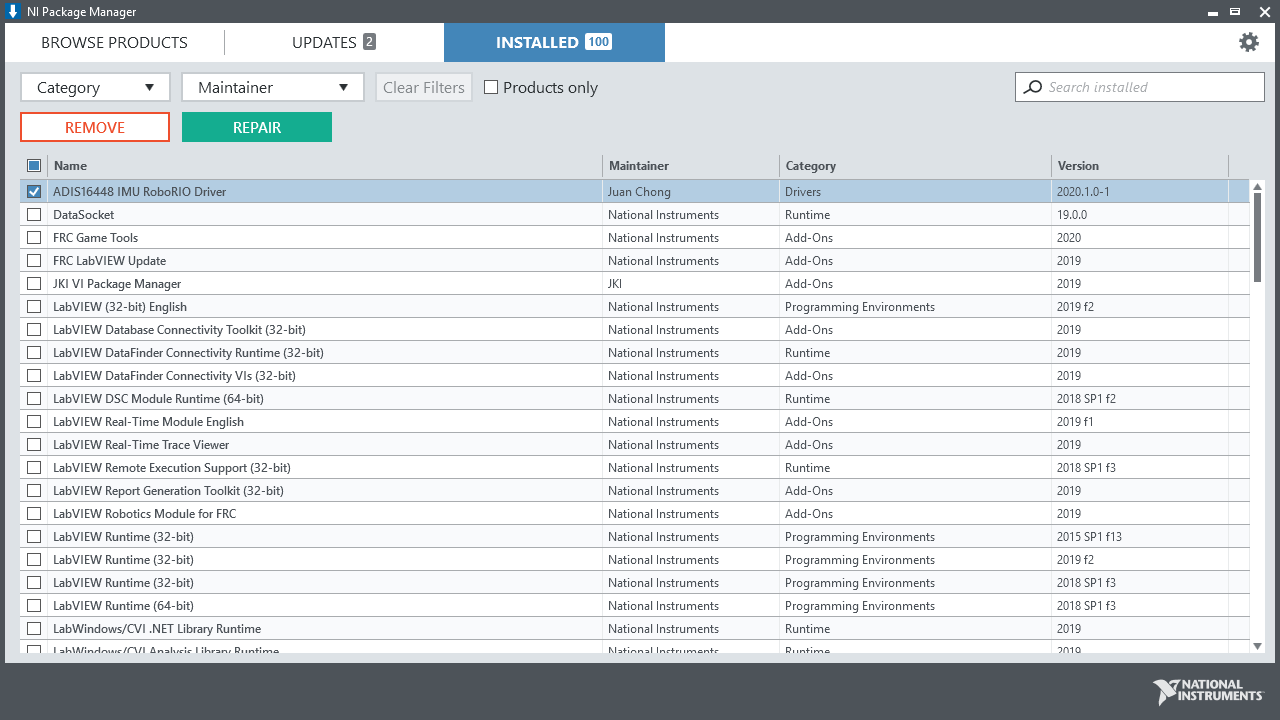 NI Package Manager
BROWSE PRODUCTS UPDATES 2 INSTALLED 100
Category Maintainer Clear Filters Products only Search installed
REMOVE REPAIR
Name Maintainer Category Version
ADIS16448 IMU RoboRIO Driver Juan Chong Drivers 2020.1.0-1
DataSocket National Instruments Runtime 19.0.0
FRC Game Tools National Instruments Add-Ons 2020
FRC LabVIEW Update National Instruments Add-Ons 2019
JKI VI Package Manager JKI Add-Ons 2019
LabVIEW (32-bit) English National Instruments Programming Environments 2019 f2
LabVIEW Database Connectivity Toolkit (32-bit) National Instruments Add-Ons 2019
LabVIEW DataFinder Connectivity Runtime (32-bit) National Instruments Runtime 2019
LabVIEW DataFinder Connectivity VIs (32-bit) National Instruments Add-Ons 2019
LabVIEW DSC Module Runtime (64-bit) National Instruments Runtime 2018 SP1 f2
LabVIEW Real-Time Module English National Instruments Add-Ons 2019 f1
LabVIEW Real-Time Trace Viewer National Instruments Add-Ons 2019
LabVIEW Remote Execution Support (32-bit) National Instruments Runtime 2018 SP1 f3
LabVIEW Report Generation Toolkit (32-bit) National Instruments Add-Ons 2019
LabVIEW Robotics Module for FRC National Instruments Add-Ons 2019
LabVIEW Runtime (32-bit) National Instruments Programming Environments 2015 SP1 f13
LabVIEW Runtime (32-bit) National Instruments Programming Environments 2019 f2
LabVIEW Runtime (32-bit) National Instruments Programming Environments 2018 SP1 f3
LabVIEW Runtime (64-bit) National Instruments Programming Environments 2018 SP1 f3
LabWindows/CVI .NET Library Runtime National Instruments Runtime 2019
LabWindows/CVI Analysis Library Runtime National Instruments Runtime 2019
NATIONAL
INSTRUMENTS